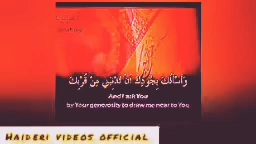 وَاَسْاَلُكَ بِجُودِكَ اَنْ تُدْنِيَنِي مِنْ قُرْبِكَ
And I ask You
by Your generosity to draw me near to You
HAIDERI VIDEOS OFFICIAL